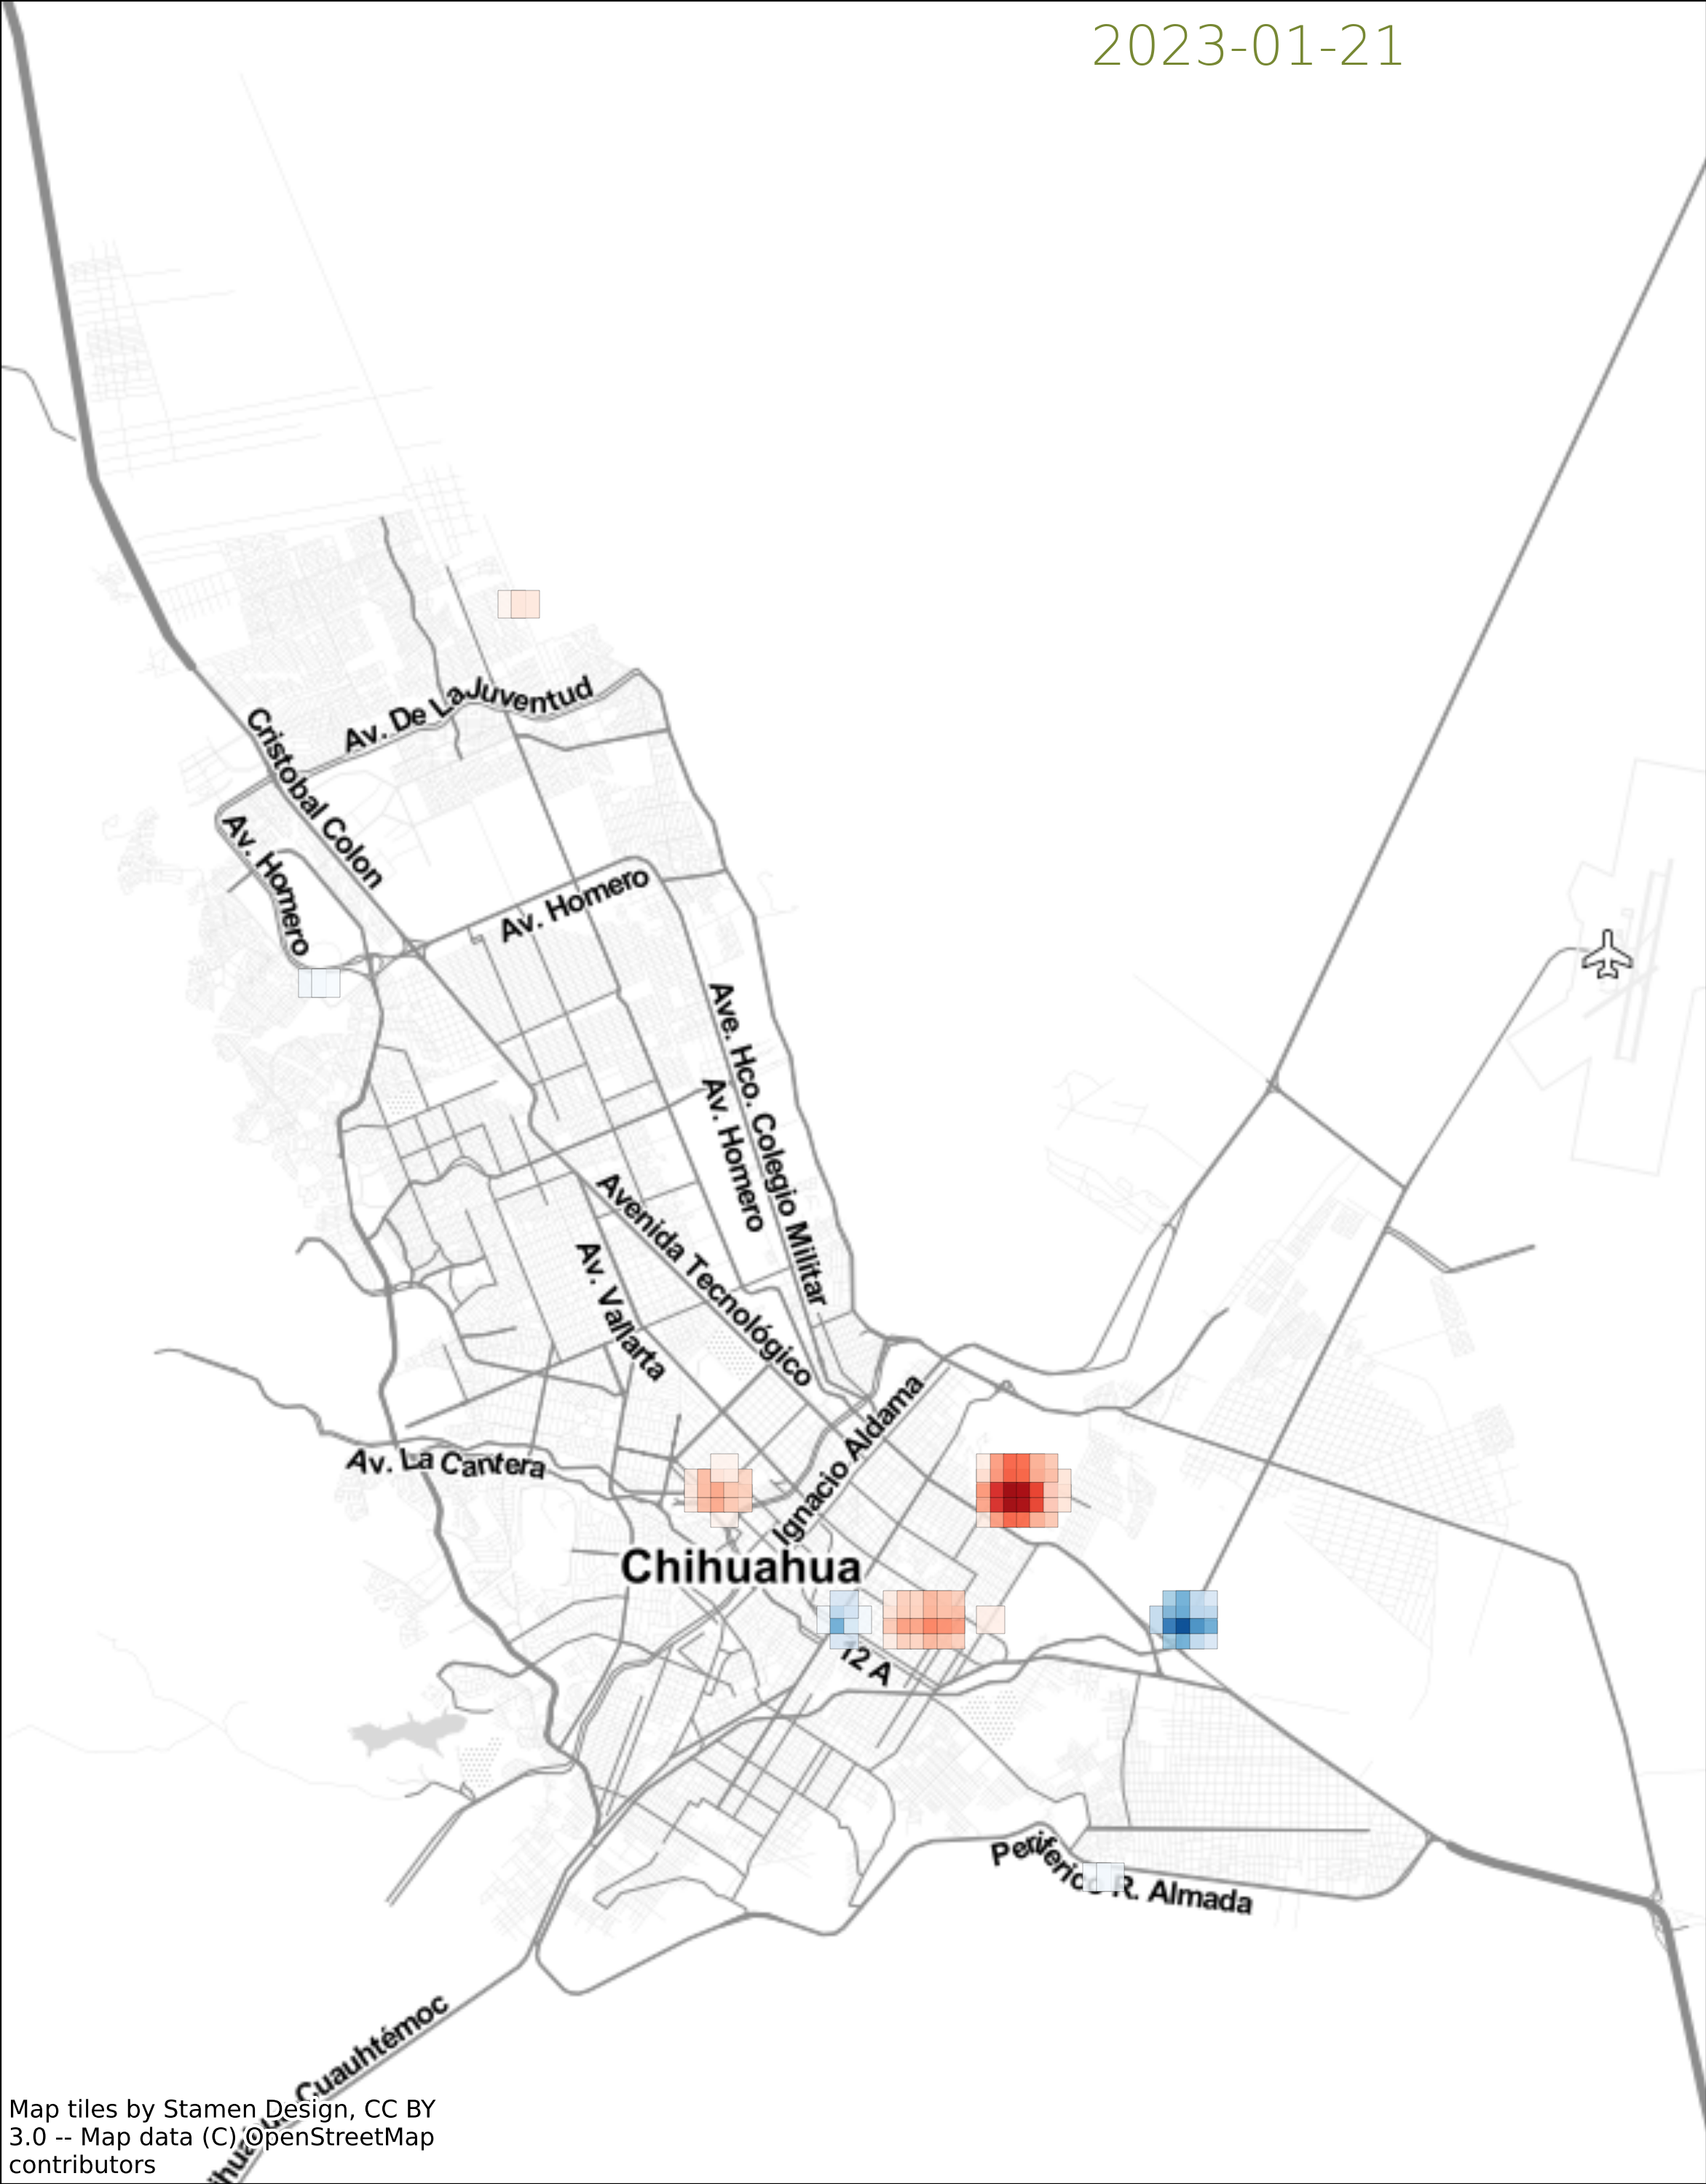 2023-01-21
Av. De La Juventud
Cristobal Colon
Av. Homero
Av. Homero
Ave. Hco. Colegio Militar
Av. Homero
Avenida Tecnológico
Av. Vallarta
Ignacio Aldama
Av. La Cantera
Chihuahua
12 A
Periferico R. Almada
Cuauhtémoc
Map tiles by Stamen Design, CC BY
3.0 -- Map data (C) OpenStreetMap
contributors